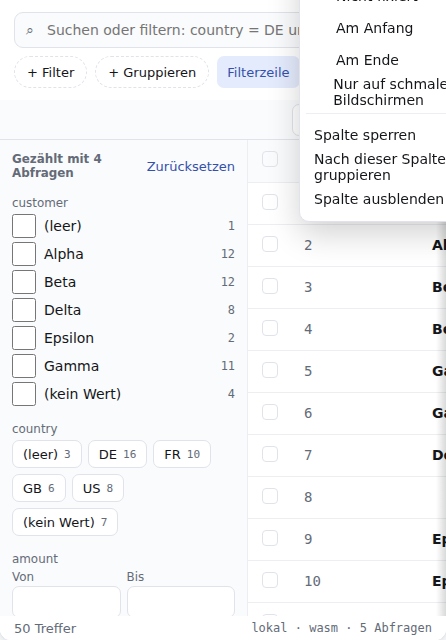 Suchen oder filtern: country = DE
Am Anfang
Am Ende
Nur auf schmale
Bildschirmen
+ Filter
+ Gruppieren
Filterzeile
Spalte sperren
Nach dieser Spalte
gruppieren
Spalte ausblenden
Gezählt mit 4
Abfragen
Zurücksetzen
customer
(leer) 1
Alpha 12
Beta 12
Delta 8
Epsilon 2
Gamma 11
(kein Wert) 4
country
(leer) 3
DE 16
FR 10
GB 6
US 8
(kein Wert) 7
amount
Von
Bis
2
3
4
5
6
7
8
9
10
50 Treffer
lokal · wasm · 5 Abfragen